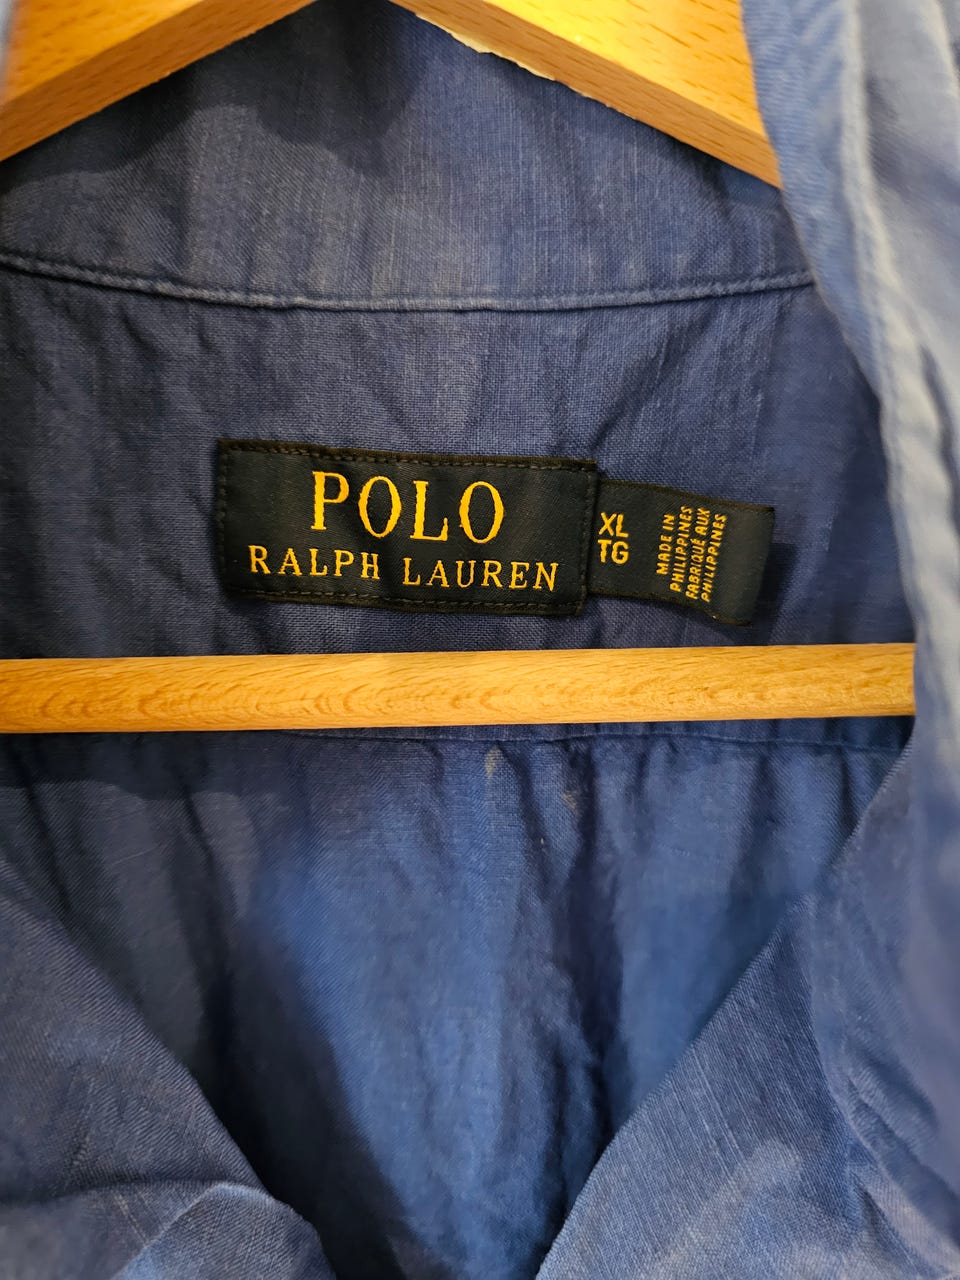 POLO
RALPH LAUREN
XL
TG
MADE IN
PHILIPPINES
FABRIQUÉ AUX
PHILIPPINES